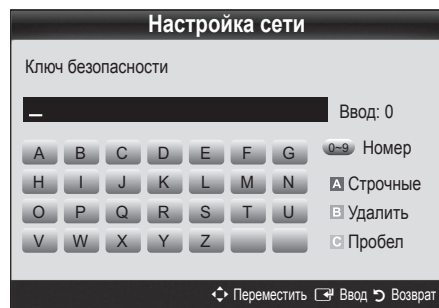 Настройка сети
Ключ безопасности
Ввод: 0
A B C D E F G 0~9 Номер
H I J K L M N A Строчные
O P Q R S T U B Удалить
V W X Y Z C Пробел
Переместить Ввод Возврат